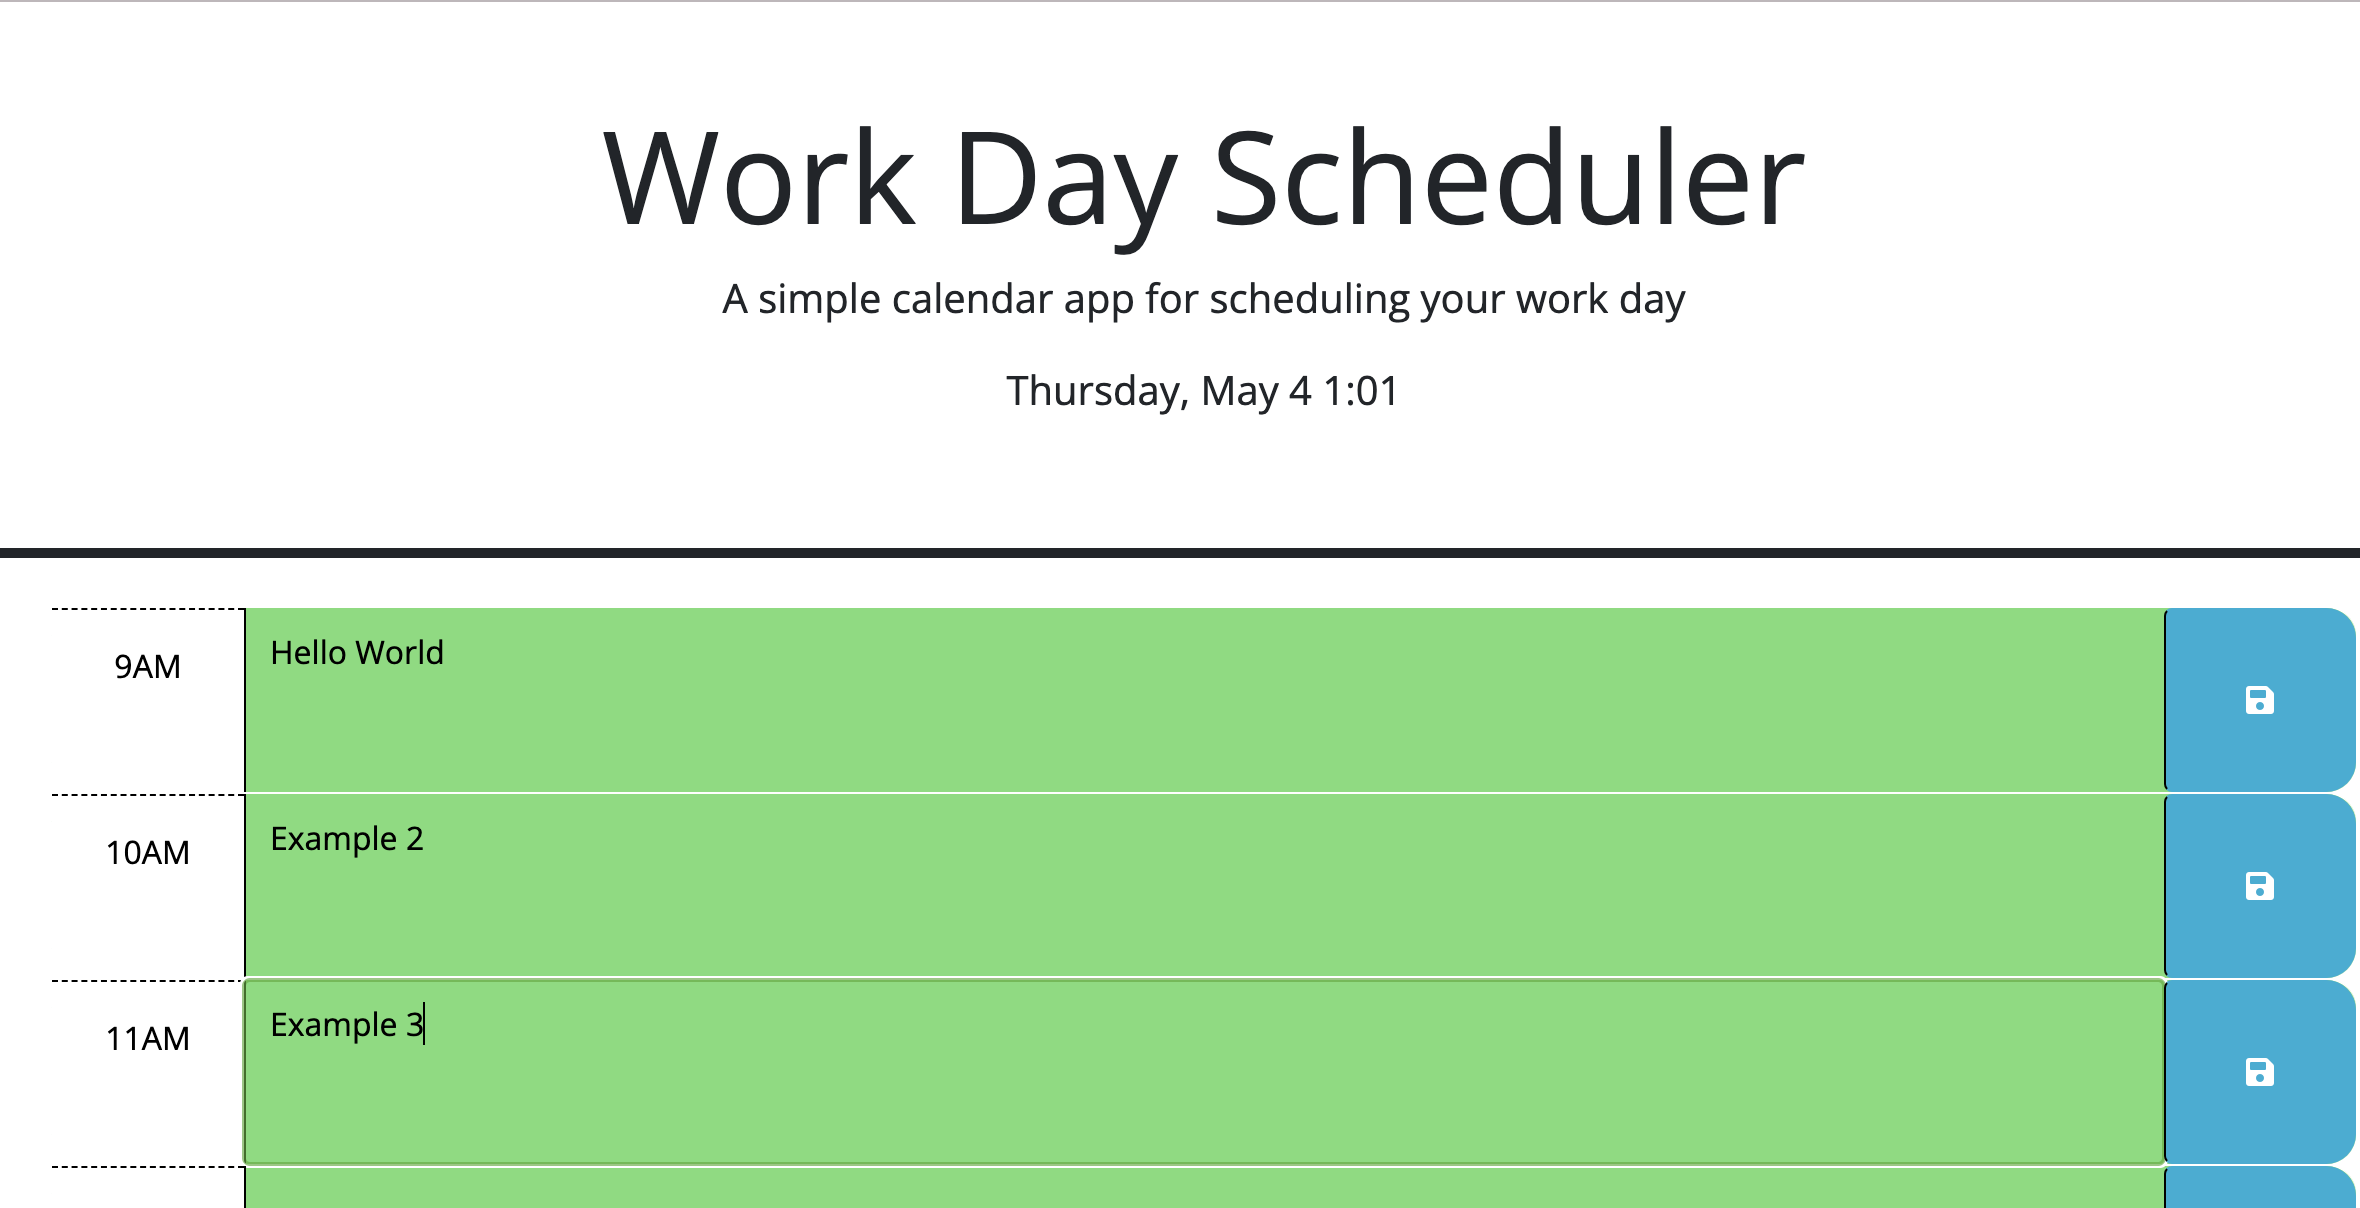 Work Day Scheduler
A simple calendar app for scheduling your work day
Thursday, May 4 1:01
9AM
Hello World
10AM
Example 2
11AM
Example 3